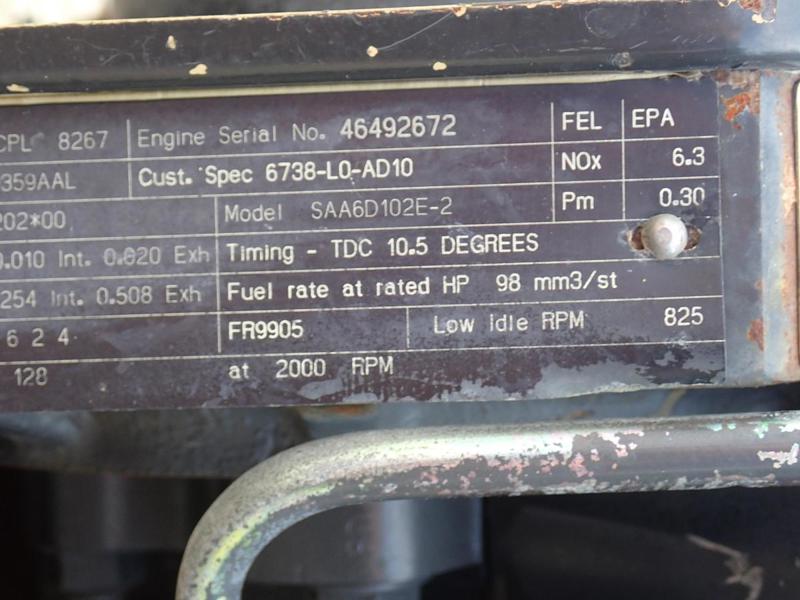 CPL 8267 Engine Serial No. 46492672 FEL EPA
359AAL Cust. Spec 6738-L0-AD10 NOx 6.3
202*00 Model SAA6D102E-2 Pm 0.30
0.010 Int. 0.020 Exh Timing - TDC 10.5 DEGREES
254 Int. 0.508 Exh Fuel rate at rated HP 98 mm3/st
6 2 4 FR9905 Low idle RPM 825
128 at 2000 RPM